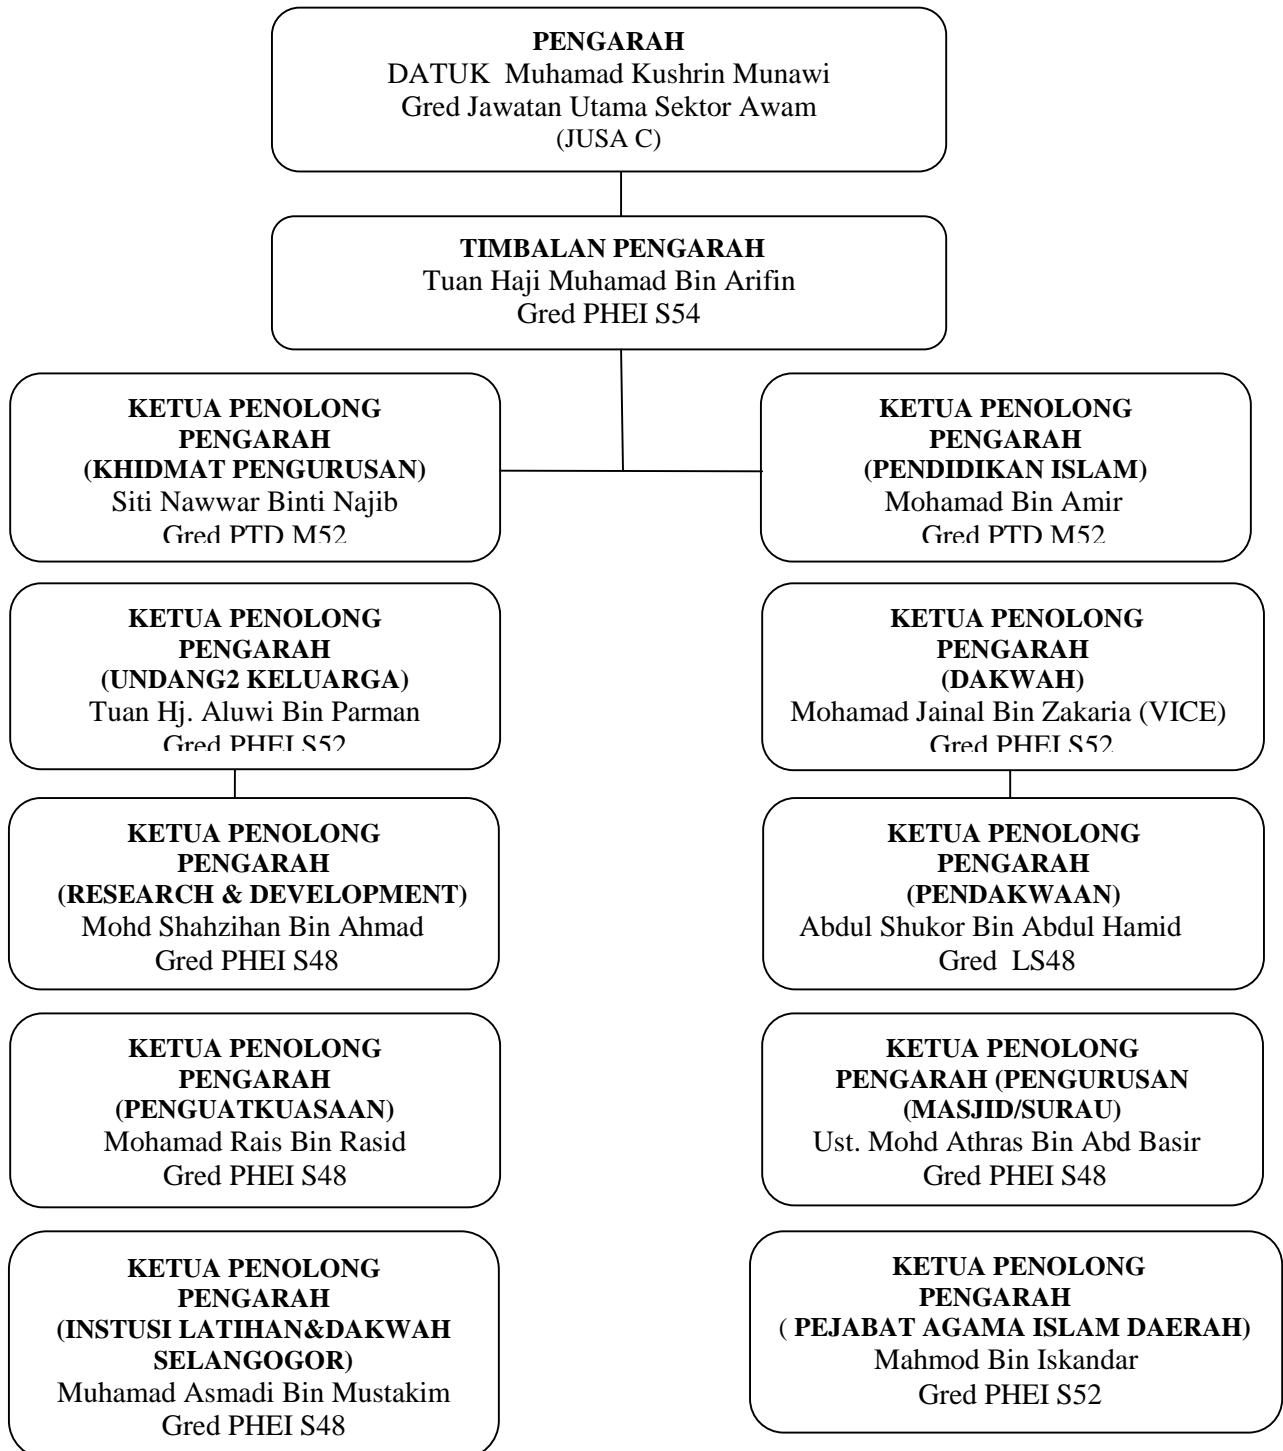 PENGARAH
DATUK Muhamad Kushrin Munawi
Gred Jawatan Utama Sektor Awam
(JUSA C)
TIMBALAN PENGARAH
Tuan Haji Muhamad Bin Arifin
Gred PHEI S54
KETUA PENOLONG
PENGARAH
(KHIDMAT PENGURUSAN)
Siti Nawwar Binti Najib
Gred PTD M52
KETUA PENOLONG
PENGARAH
(PENDIDIKAN ISLAM)
Mohamad Bin Amir
Gred PTD M52
KETUA PENOLONG
PENGARAH
(UNDANG2 KELUARGA)
Tuan Hj. Aluwi Bin Parman
Gred PHEI S52
KETUA PENOLONG
PENGARAH
(DAKWAH)
Mohamad Jainal Bin Zakaria (VICE)
Gred PHEI S52
KETUA PENOLONG
PENGARAH
(RESEARCH & DEVELOPMENT)
Mohd Shahzihan Bin Ahmad
Gred PHEI S48
KETUA PENOLONG
PENGARAH
(PENDAKWAAN)
Abdul Shukor Bin Abdul Hamid
Gred LS48
KETUA PENOLONG
PENGARAH
(PENGUATKUASAAN)
Mohamad Rais Bin Rasid
Gred PHEI S48
KETUA PENOLONG
PENGARAH (PENGURUSAN
(MASJID/SURAU)
Ust. Mohd Athras Bin Abd Basir
Gred PHEI S48
KETUA PENOLONG
PENGARAH
(INSTUSI LATIHAN&DAKWAH
SELANGOGOR)
Muhamad Asmadi Bin Mustakim
Gred PHEI S48
KETUA PENOLONG
PENGARAH
( PEJABAT AGAMA ISLAM DAERAH)
Mahmod Bin Iskandar
Gred PHEI S52